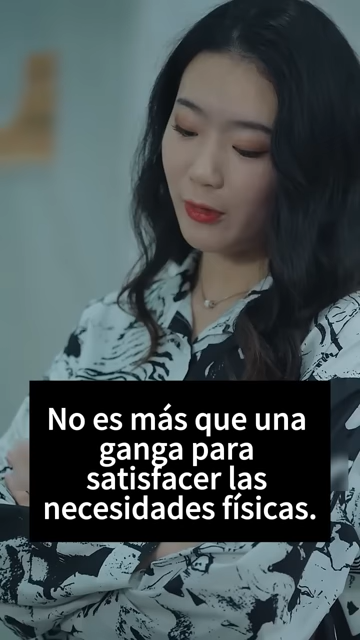 No es más que una
ganga para
satisfacer las
necesidades físicas.